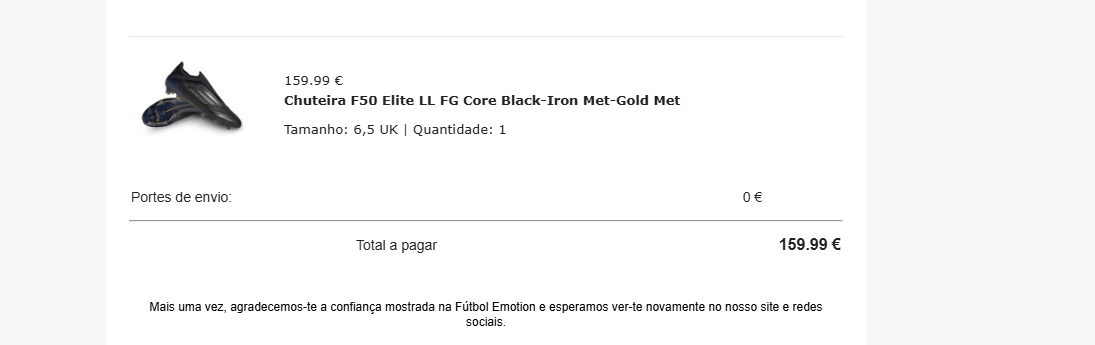 159.99 €
Chuteira F50 Elite LL FG Core Black-Iron Met-Gold Met
Tamanho: 6,5 UK | Quantidade: 1
Portes de envio: 0 €
Total a pagar 159.99 €
Mais uma vez, agradecemos-te a confiança mostrada na Fútbol Emotion e esperamos ver-te novamente no nosso site e redes
sociais.